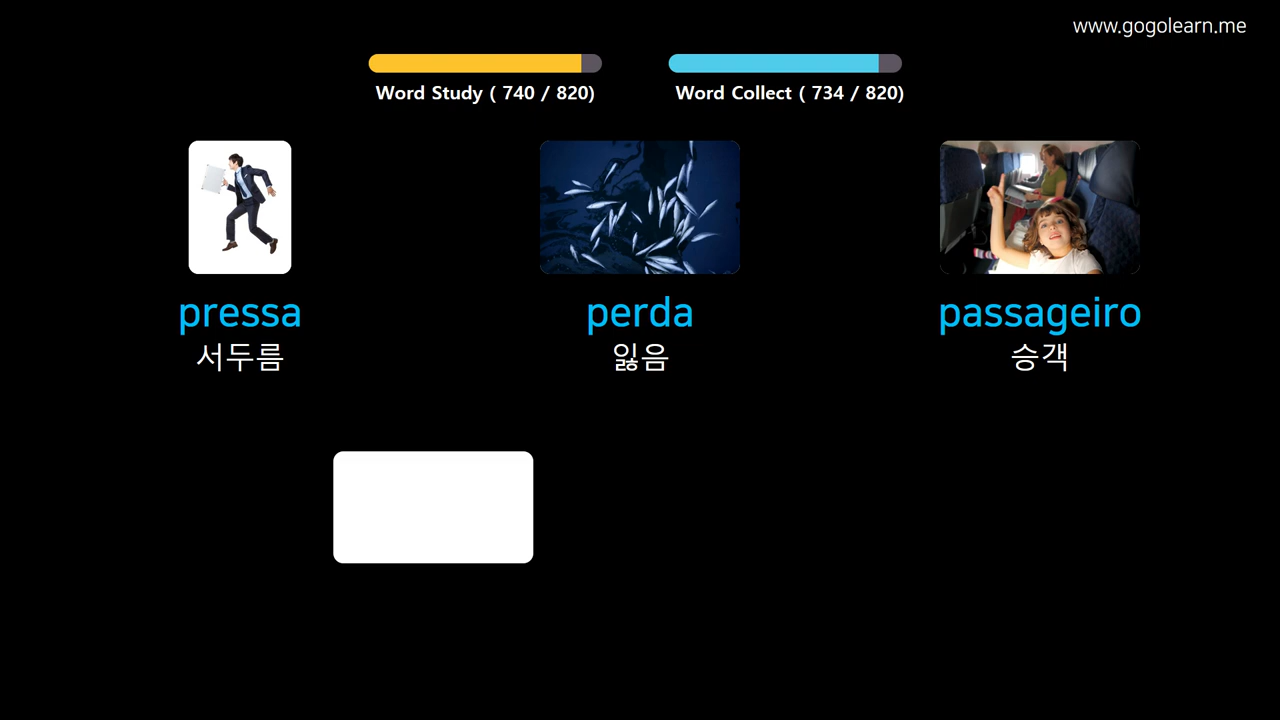 www.gogolearn.me
Word Study ( 740 / 820)
Word Collect ( 734 / 820)
pressa
서두름
perda
잃음
passageiro
승객